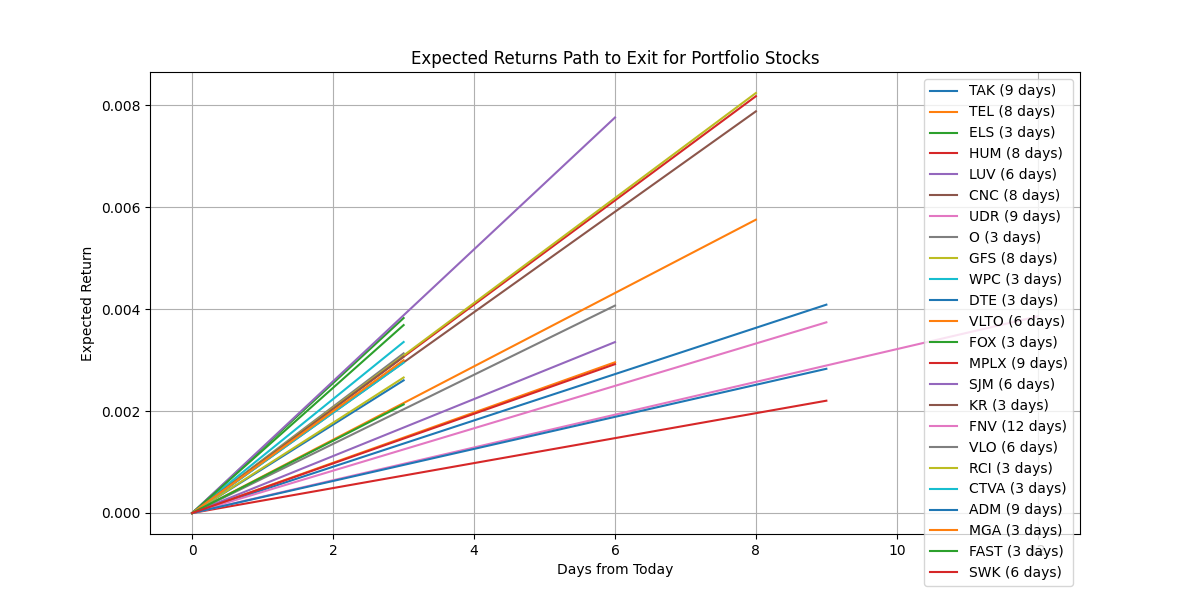 Expected Returns Path to Exit for Portfolio Stocks
Expected Return
0.008
0.006
0.004
0.002
0.000
0
2
4
6
8
10
Days from Today
TAK (9 days)
TEL (8 days)
ELS (3 days)
HUM (8 days)
LUV (6 days)
CNC (8 days)
UDR (9 days)
O (3 days)
GFS (8 days)
WPC (3 days)
DTE (3 days)
VLTO (6 days)
FOX (3 days)
MPLX (9 days)
SJM (6 days)
KR (3 days)
FNV (12 days)
VLO (6 days)
RCI (3 days)
CTVA (3 days)
ADM (9 days)
MGA (3 days)
FAST (3 days)
SWK (6 days)